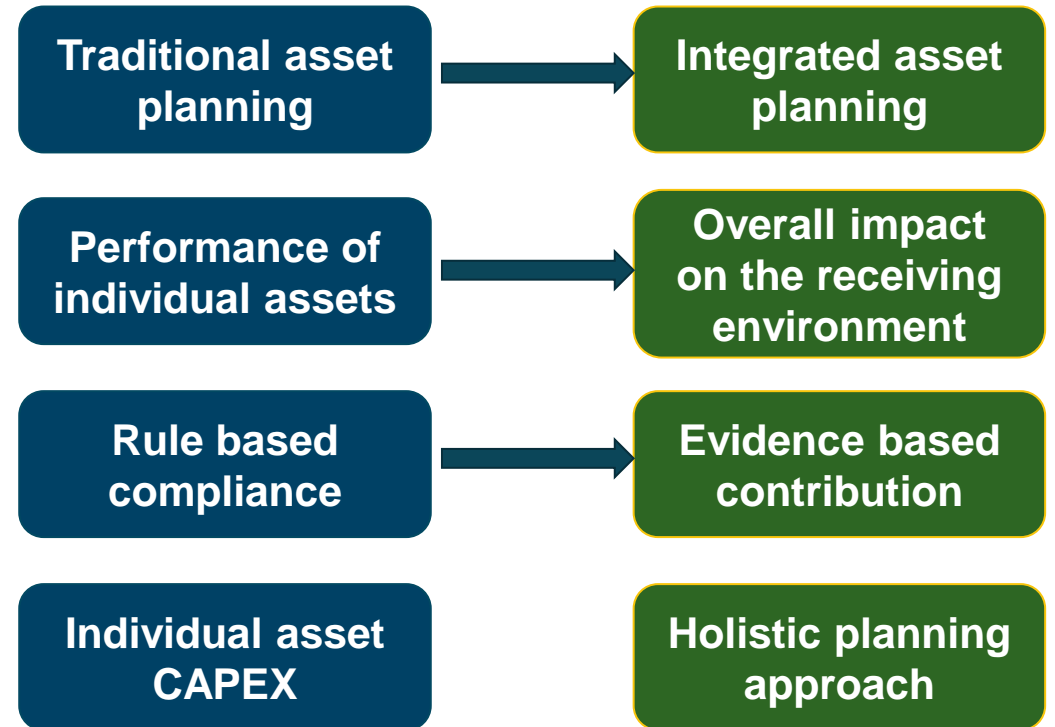 Traditional asset
planning
Integrated asset
planning
Performance of
individual assets
Overall impact
on the receiving
environment
Rule based
compliance
Evidence based
contribution
Individual asset
CAPEX
Holistic planning
approach